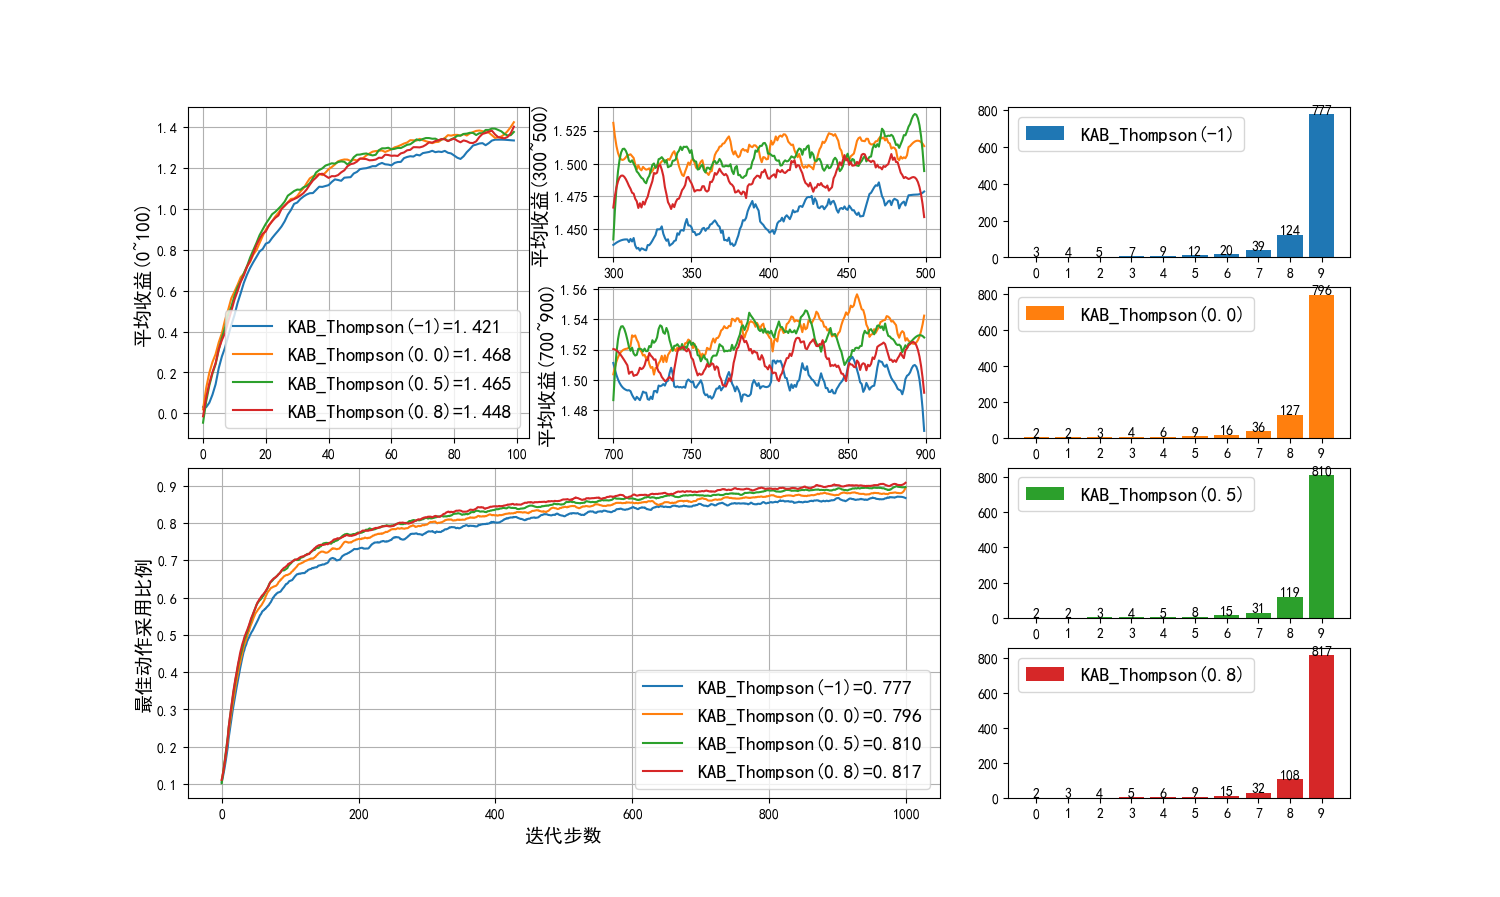 平均收益(0~100)
1.4
1.2
1.0
0.8
0.6
0.4
0.2
0.0
KAB_Thompson(-1)=1.421
KAB_Thompson(0.0)=1.468
KAB_Thompson(0.5)=1.465
KAB_Thompson(0.8)=1.448
0 20 40 60 80 100
平均收益(300~500)
1.525
1.500
1.475
1.450
300 350 400 450 500
平均收益(700~900)
1.56
1.54
1.52
1.50
1.48
700 750 800 850 900
800
600
400
200
0
KAB_Thompson(-1)
3 4 5 7 9 12 20 39 124 777
0 1 2 3 4 5 6 7 8 9
800
600
400
200
0
KAB_Thompson(0.0)
2 2 3 4 6 9 16 36 127 796
0 1 2 3 4 5 6 7 8 9
最佳动作采用比例
0.9
0.8
0.7
0.6
0.5
0.4
0.3
0.2
0.1
KAB_Thompson(-1)=0.777
KAB_Thompson(0.0)=0.796
KAB_Thompson(0.5)=0.810
KAB_Thompson(0.8)=0.817
0 200 400 600 800 1000
迭代步数
800
600
400
200
0
KAB_Thompson(0.5)
2 2 3 4 5 8 15 31 119 810
0 1 2 3 4 5 6 7 8 9
800
600
400
200
0
KAB_Thompson(0.8)
2 3 4 5 6 9 15 32 108 817
0 1 2 3 4 5 6 7 8 9